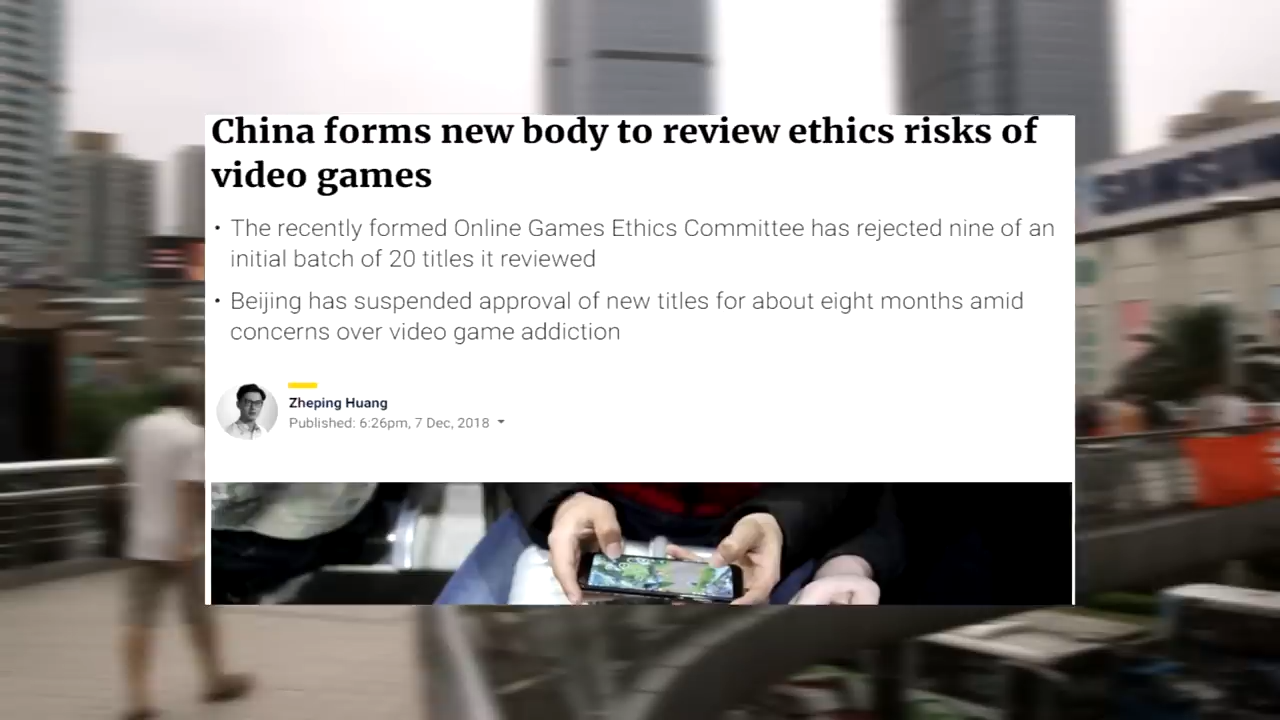 China forms new body to review ethics risks of
video games
• The recently formed Online Games Ethics Committee has rejected nine of an
initial batch of 20 titles it reviewed
• Beijing has suspended approval of new titles for about eight months amid
concerns over video game addiction
Zheping Huang
Published: 6:26pm, 7 Dec, 2018